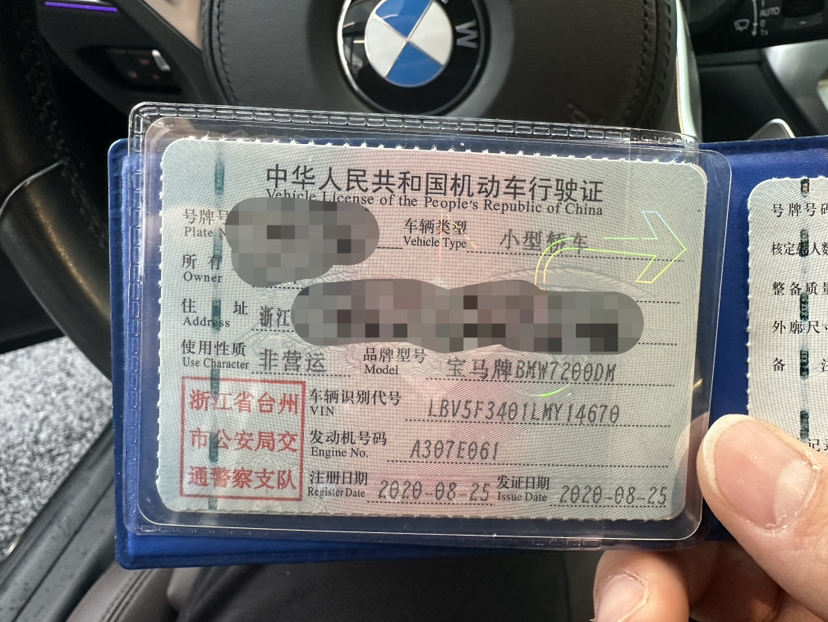 W
AUTO
中华人民共和国机动车行驶证
Vehicle License of the People's Republic of China
号牌号
Plate N
车辆类型 小型轿车
Vehicle Type
所有
Owner
住 址 浙江
Address
使用性质 非营运
Use Character
品牌型号 宝马牌BMW7200DM
Model
浙江省台州
市公安局交
通警察支队
车辆识别代号 LBV5F3401LMY14670
VIN
发动机号码 A307E061
Engine No.
注册日期 2020-08-25
Register Date
发证日期 2020-08-25
Issue Date
号牌号码
核定载人数
整备质量
外廓尺寸
备 注